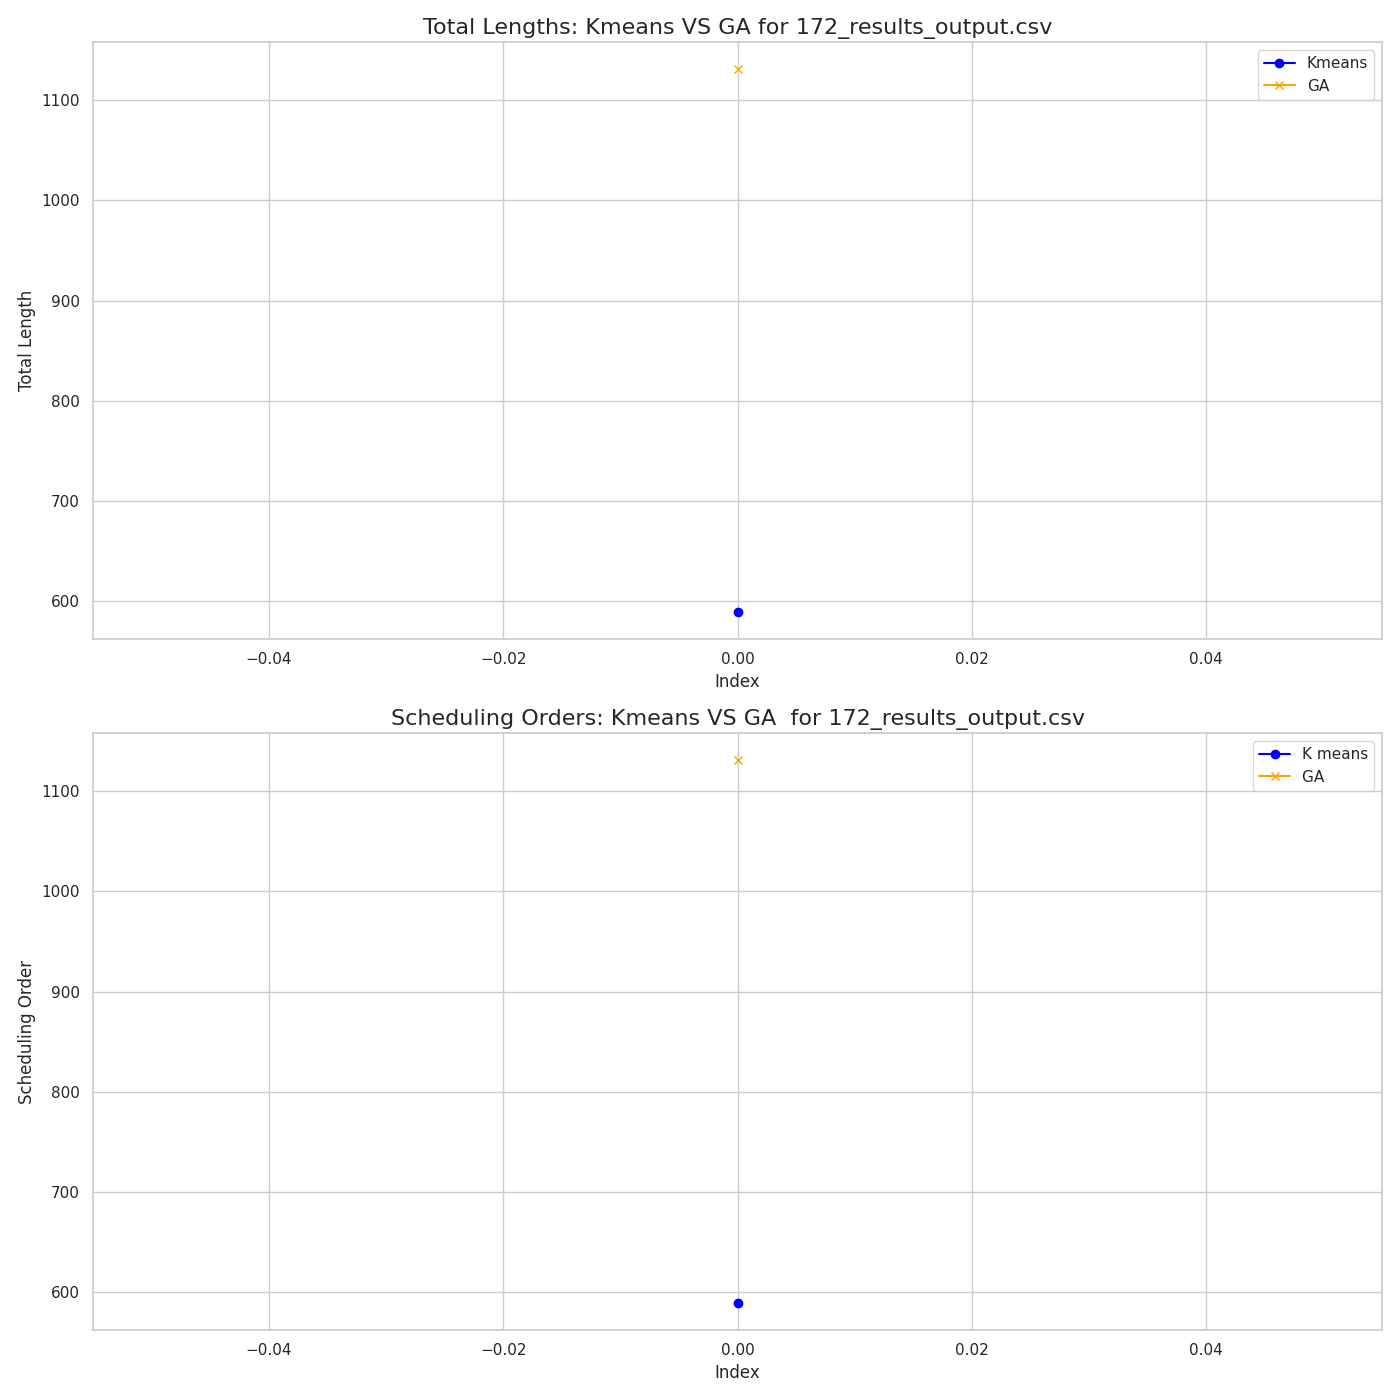 Total Lengths: Kmeans VS GA for 172_results_output.csv
Kmeans
GA
1100
1000
900
800
700
600
Total Length
−0.04
−0.02
0.00
0.02
0.04
Index
Scheduling Orders: Kmeans VS GA  for 172_results_output.csv
K means
GA
1100
1000
900
800
700
600
Scheduling Order
−0.04
−0.02
0.00
0.02
0.04
Index